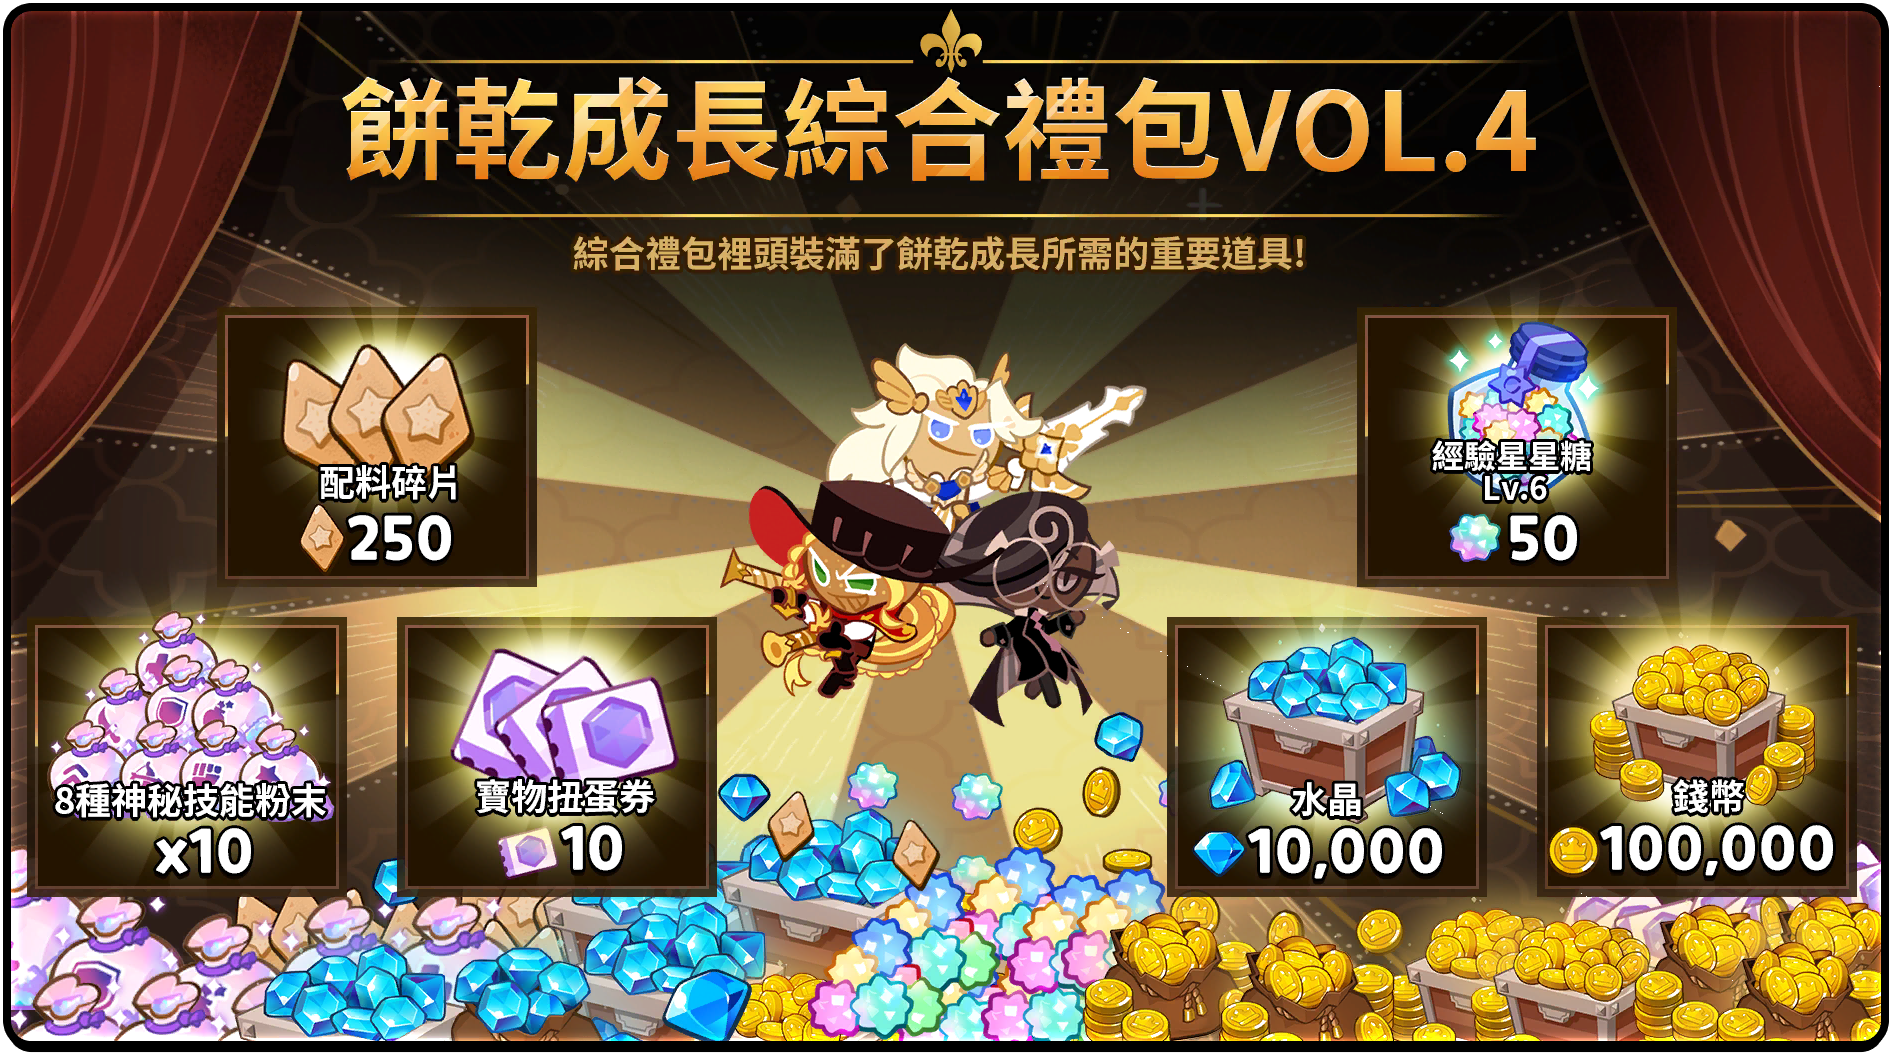 餅乾成長綜合禮包VOL.4
綜合禮包裡頭裝滿了餅乾成長所需的重要道具!
配料碎片
250
經驗星星糖
Lv.6
50
8種神秘技能粉末
x10
寶物扭蛋券
10
水晶
10,000
錢幣
100,000